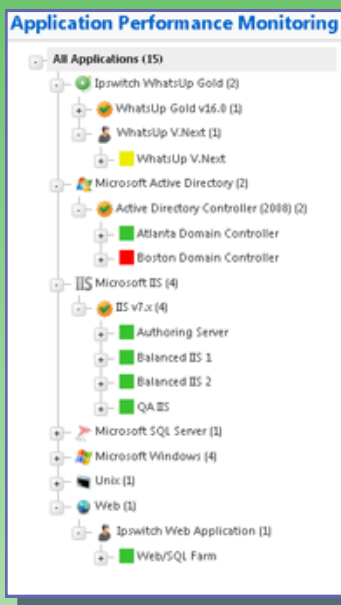 Application Performance Monitoring
All Applications (15)
Ipswitch WhatsUp Gold (2)
WhatsUp Gold v16.0 (1)
WhatsUp V.Next (1)
WhatsUp V.Next
Microsoft Active Directory (2)
Active Directory Controller (2008) (2)
Atlanta Domain Controller
Boston Domain Controller
IIS Microsoft IIS (4)
IIS v7.x (4)
Authoring Server
Balanced IIS 1
Balanced IIS 2
QA IIS
Microsoft SQL Server (1)
Microsoft Windows (4)
Unix (1)
Web (1)
Ipswitch Web Application (1)
Web/SQL Farm